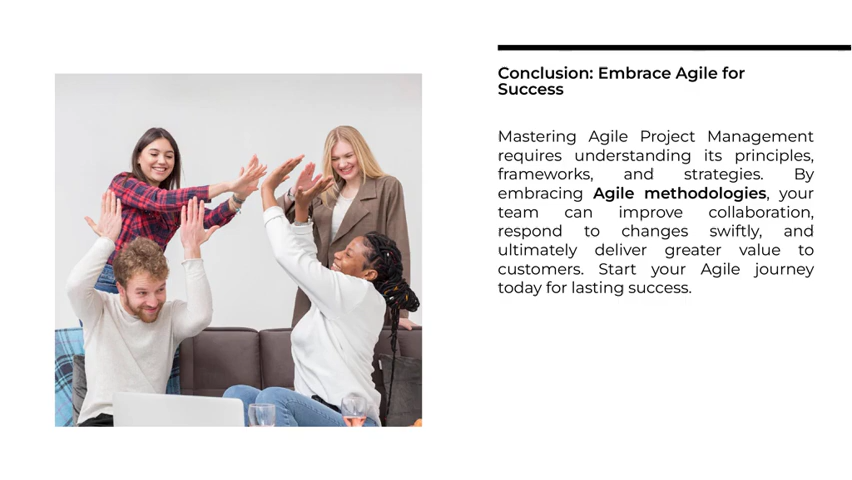 Conclusion: Embrace Agile for
Success
Mastering Agile Project Management
requires understanding its principles,
frameworks, and strategies. By
embracing Agile methodologies, your
team can improve collaboration,
respond to changes swiftly, and
ultimately deliver greater value to
customers. Start your Agile journey
today for lasting success.